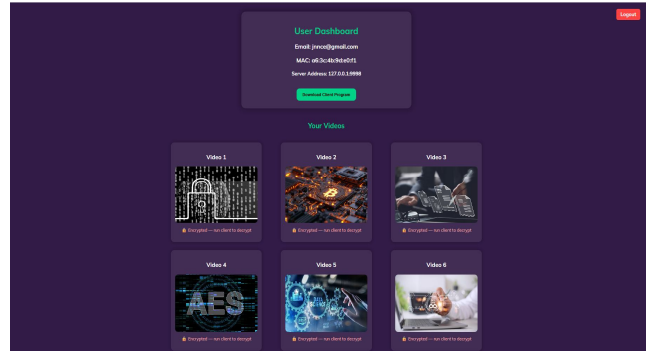 Logout
User Dashboard
Email: jnnce@gmail.com
MAC: a6:3c:4b:9d:e0:f1
Server Address: 127.0.0.1:9998
Download Client Program
Your Videos
Video 1
Video 2
Video 3
🔒 Encrypted — run client to decrypt
🔒 Encrypted — run client to decrypt
🔒 Encrypted — run client to decrypt
Video 4
Video 5
Video 6
AES
🔒 Encrypted — run client to decrypt
🔒 Encrypted — run client to decrypt
🔒 Encrypted — run client to decrypt